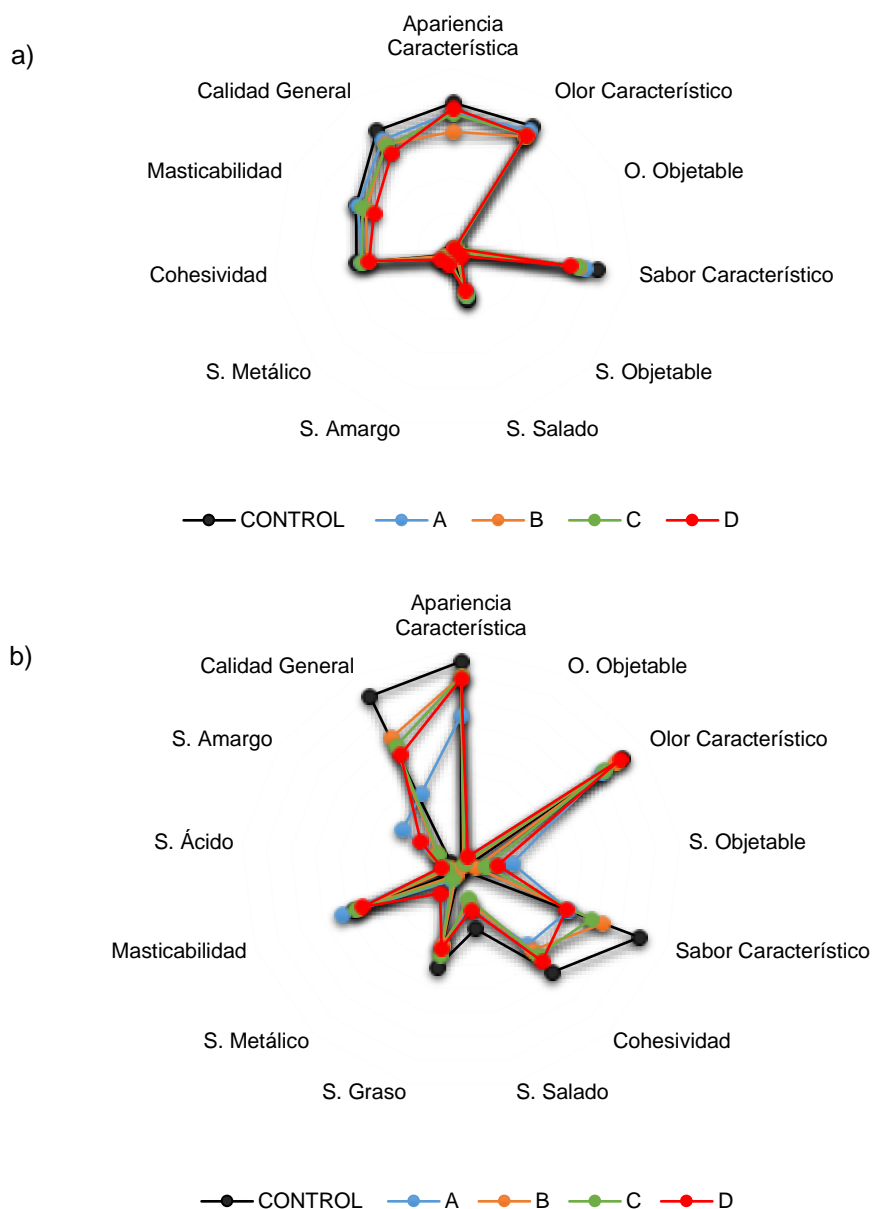 a)
Apariencia
Característica
Olor Característico
O. Objetable
Sabor Característico
S. Objetable
S. Salado
S. Amargo
S. Metálico
Cohesividad
Masticabilidad
Calidad General
CONTROL A B C D
b)
Apariencia
Característica
O. Objetable
Olor Característico
S. Objetable
Sabor Característico
Cohesividad
S. Salado
S. Graso
S. Metálico
Masticabilidad
S. Ácido
S. Amargo
Calidad General
CONTROL A B C D